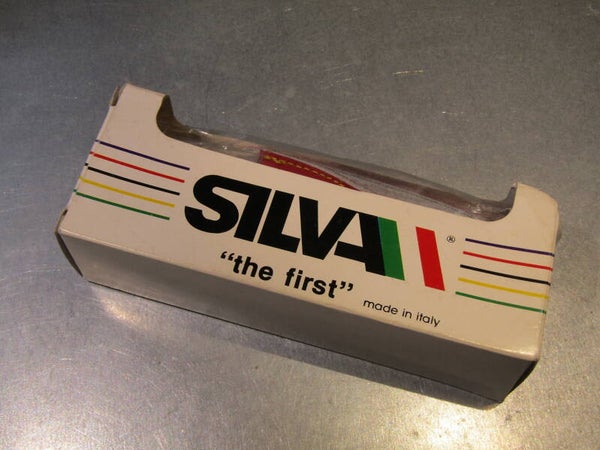 SILVA®
"the first"
made in italy